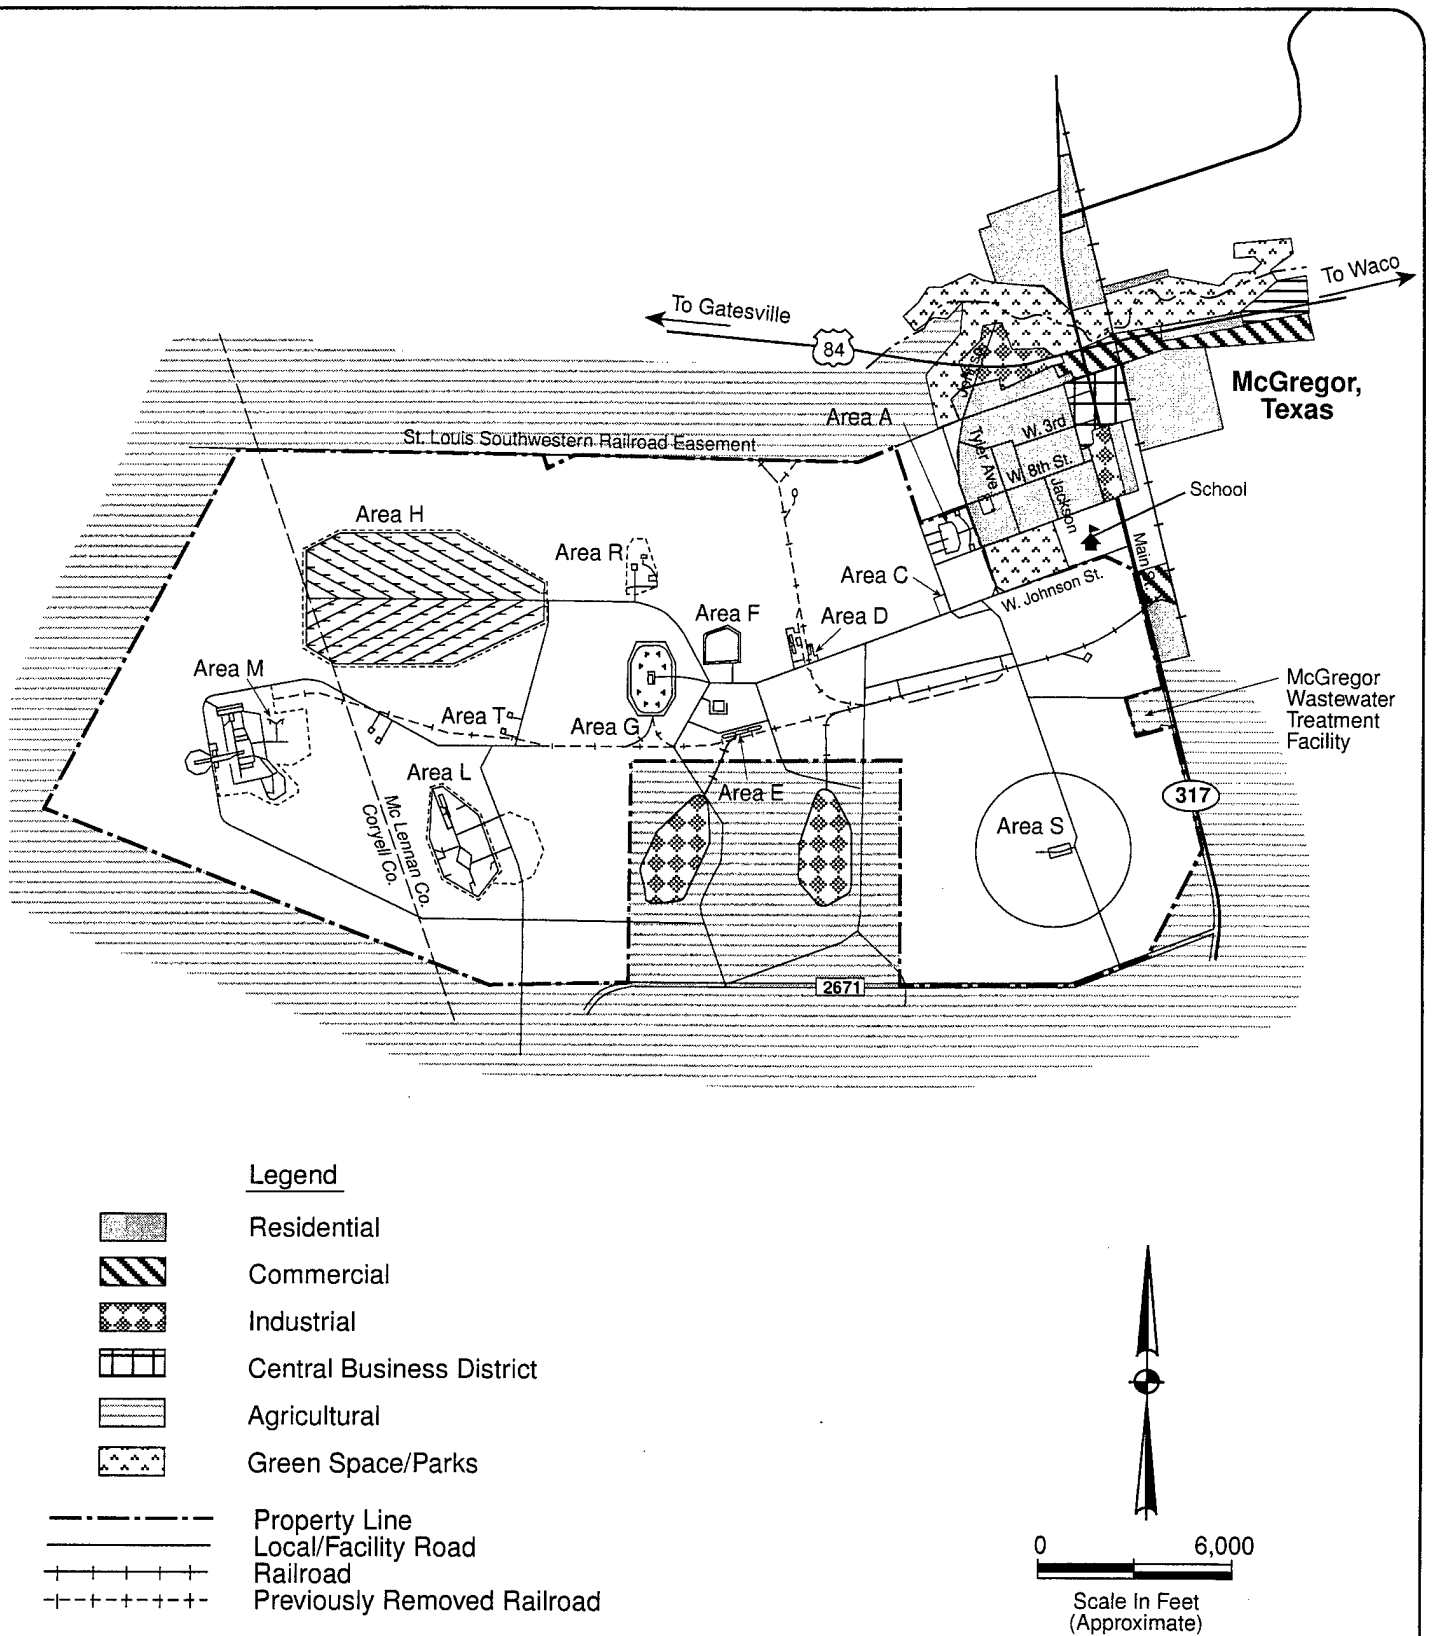 To Waco
To Gatesville
84
McGregor,
Texas
Area A
W. 3rd
St. Louis Southwestern Railroad Easement
Tyler Ave
W. 8th St.
Jackson
School
Area H
Main St.
Area R
Area C
W. Johnson St.
Area F
Area D
Area M
McGregor
Wastewater
Treatment
Facility
Area T
Area G
Area L
Area E
317
Mc Lennan Co.
Coryell Co.
Area S
2671
Legend
Residential
Commercial
Industrial
Central Business District
Agricultural
Green Space/Parks
Property Line
Local/Facility Road
Railroad
Previously Removed Railroad
0 6,000
Scale In Feet
(Approximate)